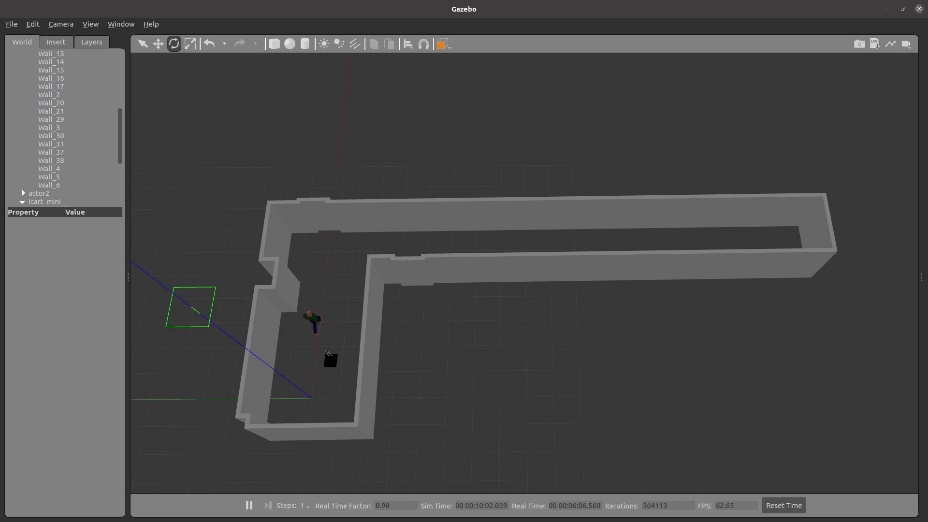 Gazebo
File Edit Camera View Window Help
World Insert Layers
Wall_13
Wall_14
Wall_15
Wall_16
Wall_17
Wall_2
Wall_20
Wall_21
Wall_29
Wall_3
Wall_30
Wall_31
Wall_37
Wall_38
Wall_4
Wall_5
Wall_6
actor2
icart_mini
Property Value
Steps: 1 Real Time Factor: 0.98 Sim Time: 00 00:10:02.039 Real Time: 00 00:06:06.560 Iterations: 364113 FPS: 62.65 Reset Time